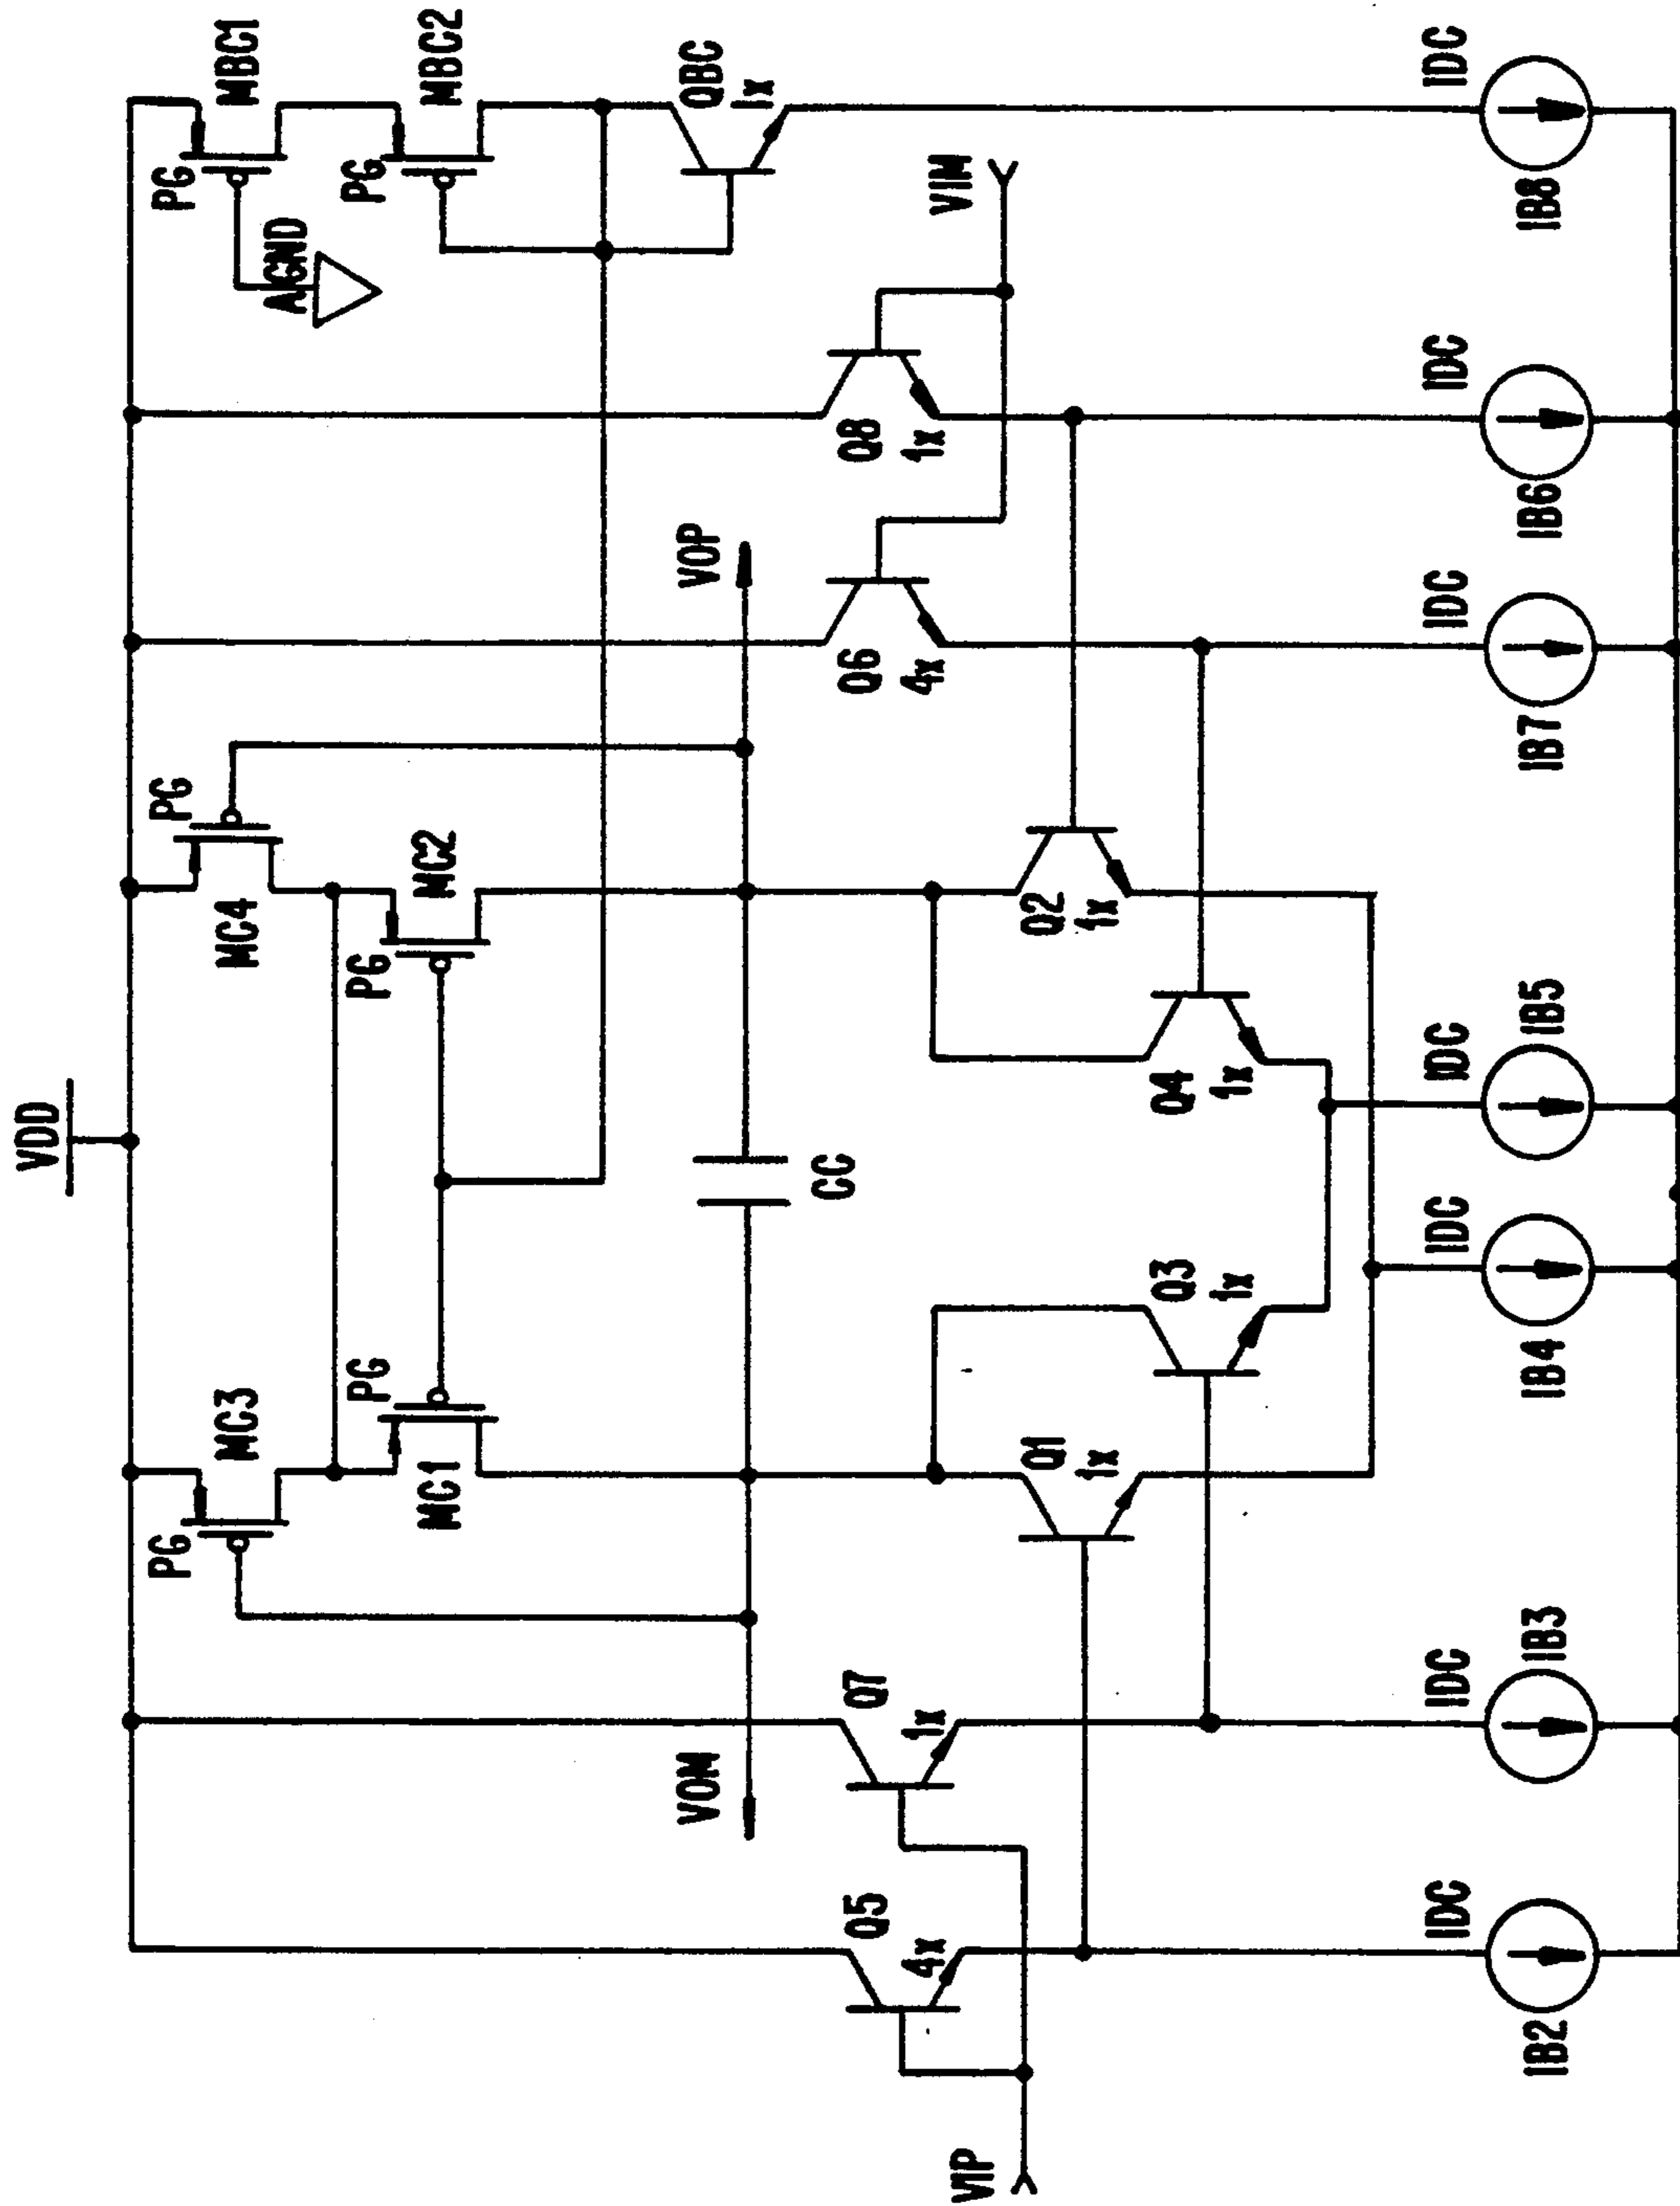 VDD
PG
PG
PG
MC3
MC4
MBC1
AGND
PG
PG
PG
MC1
MC2
MBC2
VOM
VOP
QBC
1x
CC
Q5
4x
Q7
1x
Q6
4x
Q8
1x
VIP
VIM
Q1
1x
Q2
1x
Q3
1x
Q4
1x
IDC
IDC
IDC
IDC
IDC
IDC
IDC
IB2
IB3
IB4
IB5
IB7
IB6
IB8